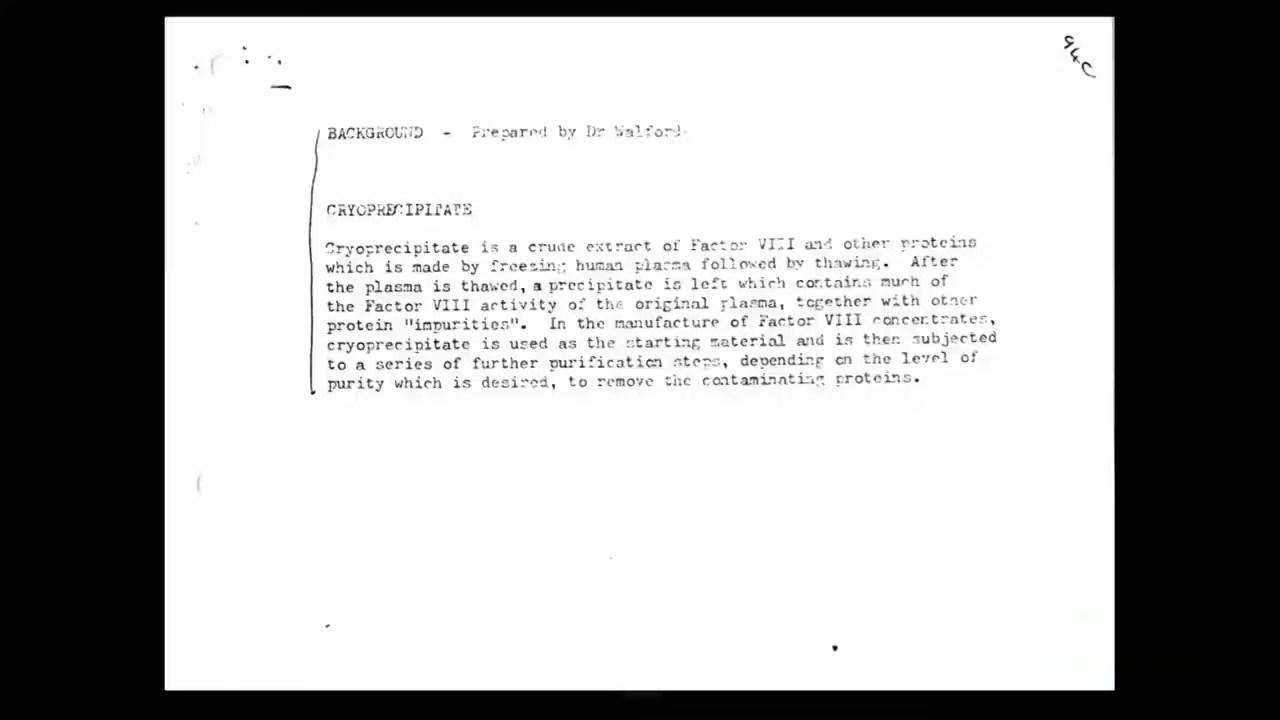 94C
BACKGROUND - Prepared by Dr Walford
CRYOPRECIPITATE
Cryoprecipitate is a crude extract of Factor VIII and other proteins
which is made by freezing human plasma followed by thawing. After
the plasma is thawed, a precipitate is left which contains much of
the Factor VIII activity of the original plasma, together with other
protein "impurities". In the manufacture of Factor VIII concentrates,
cryoprecipitate is used as the starting material and is then subjected
to a series of further purification steps, depending on the level of
purity which is desired, to remove the contaminating proteins.